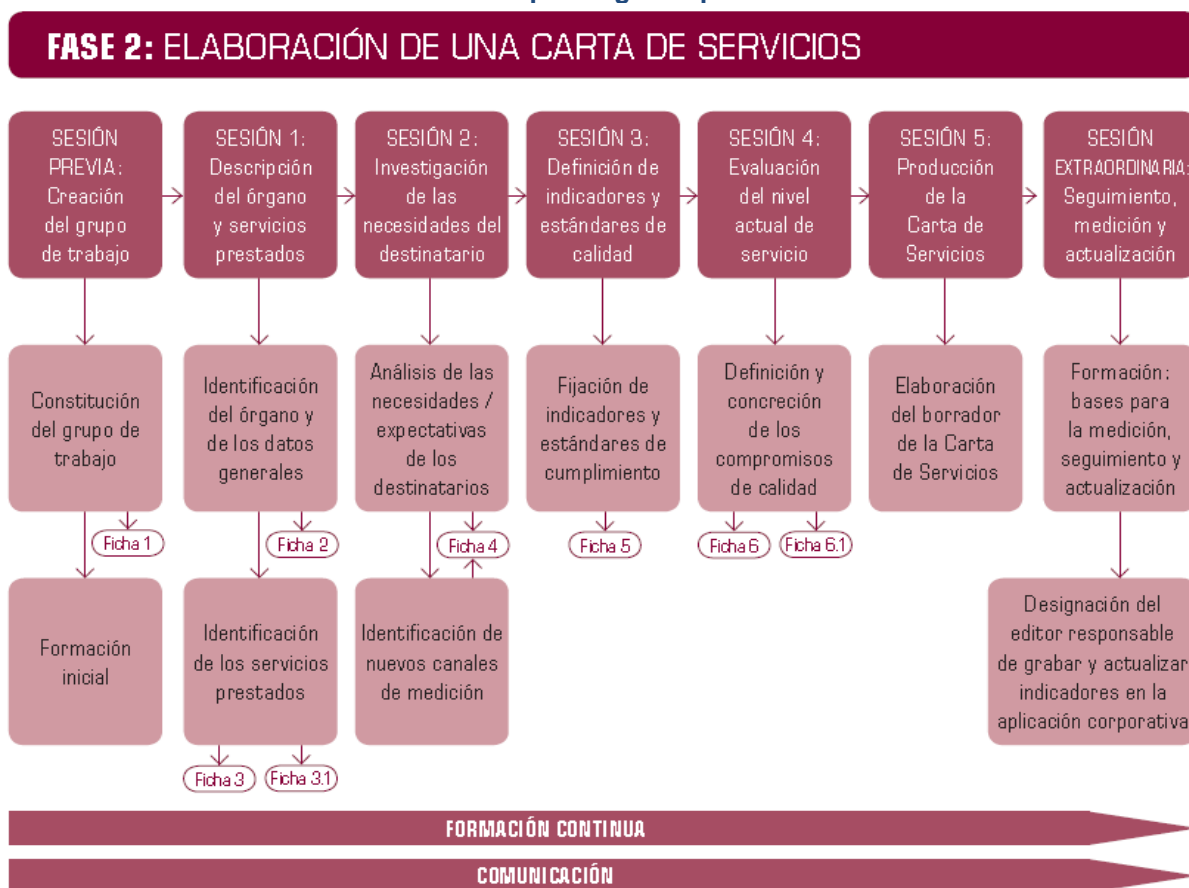 FASE 2: ELABORACIÓN DE UNA CARTA DE SERVICIOS
SESIÓN
PREVIA:
Creación
del grupo
de trabajo
SESIÓN 1:
Descripción
del órgano
y servicios
prestados
SESIÓN 2:
Investigación
de las
necesidades del
destinatario
SESIÓN 3:
Definición de
indicadores y
estándares de
calidad
SESIÓN 4:
Evaluación
del nivel
actual de
servicio
SESIÓN 5:
Producción
de la
Carta de
Servicios
SESIÓN
EXTRAORDINARIA:
Seguimiento,
medición y
actualización
Constitución
del grupo de
trabajo
Identificación
del órgano y
de los datos
generales
Análisis de las
necesidades /
expectativas
de los
destinatarios
Fijación de
indicadores y
estándares de
cumplimiento
Definición y
concreción
de los
compromisos
de calidad
Elaboración
del borrador
de la Carta
de Servicios
Formación:
bases para
la medición,
seguimiento y
actualización
Ficha 1
Ficha 2
Ficha 4
Ficha 5
Ficha 6
Ficha 6.1
Formación
inicial
Identificación
de los servicios
prestados
Identificación de
nuevos canales
de medición
Designación del
editor responsable
de grabar y actualizar
indicadores en la
aplicación corporativa
Ficha 3
Ficha 3.1
FORMACIÓN CONTINUA
COMUNICACIÓN